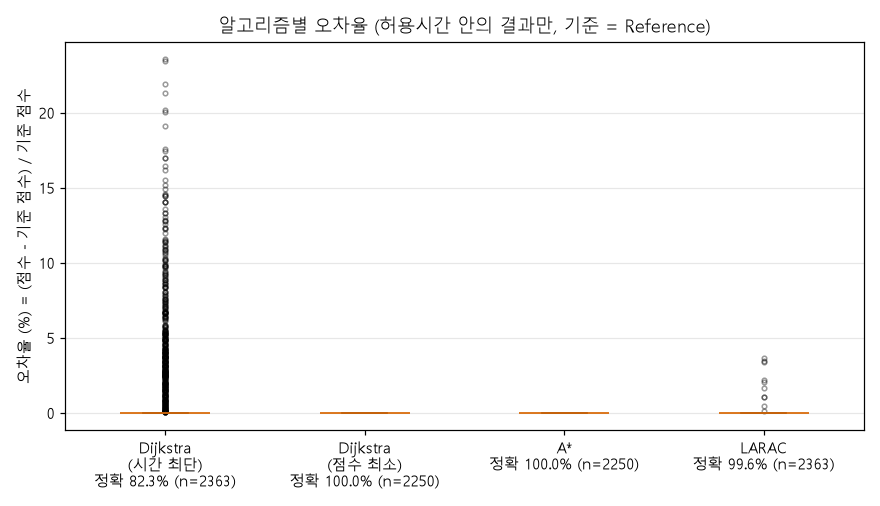 알고리즘별 오차율 (허용시간 안의 결과만, 기준 = Reference)
오차율 (%) = (점수 - 기준 점수) / 기준 점수
20
15
10
5
0
Dijkstra
(시간 최단)
정확 82.3% (n=2363)
Dijkstra
(점수 최소)
정확 100.0% (n=2250)
A*
정확 100.0% (n=2250)
LARAC
정확 99.6% (n=2363)